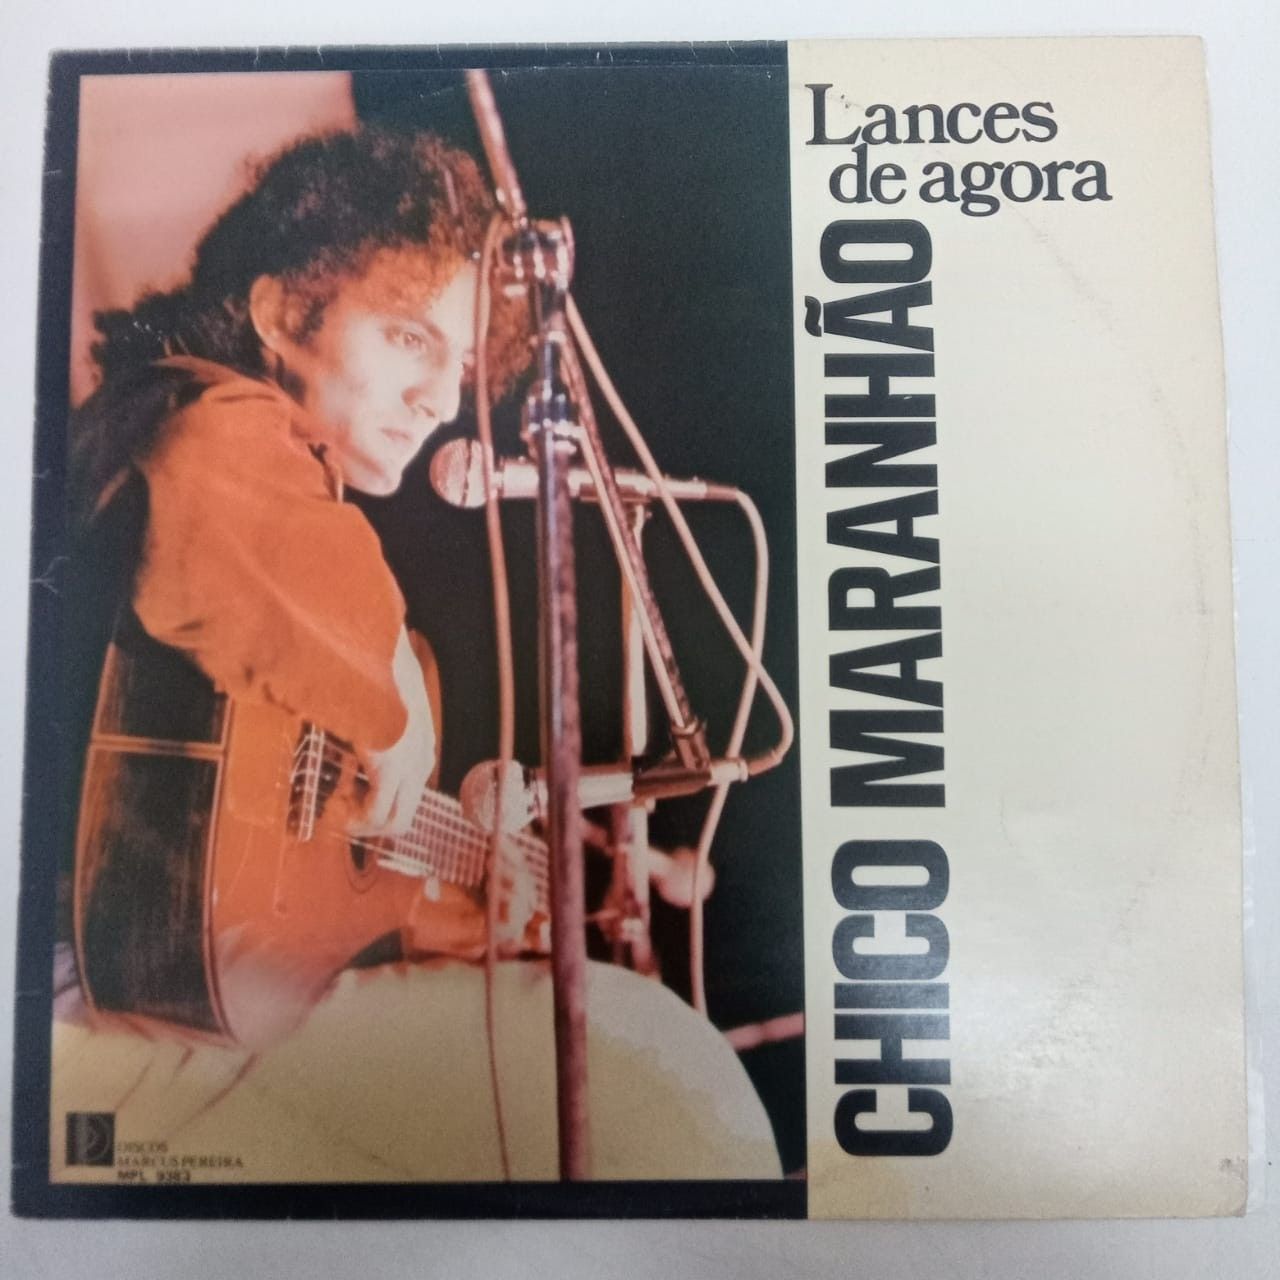 Lances
de agora
CHICO MARANHÃO
DISCOS
MARCUS PEREIRA
MPL 9383